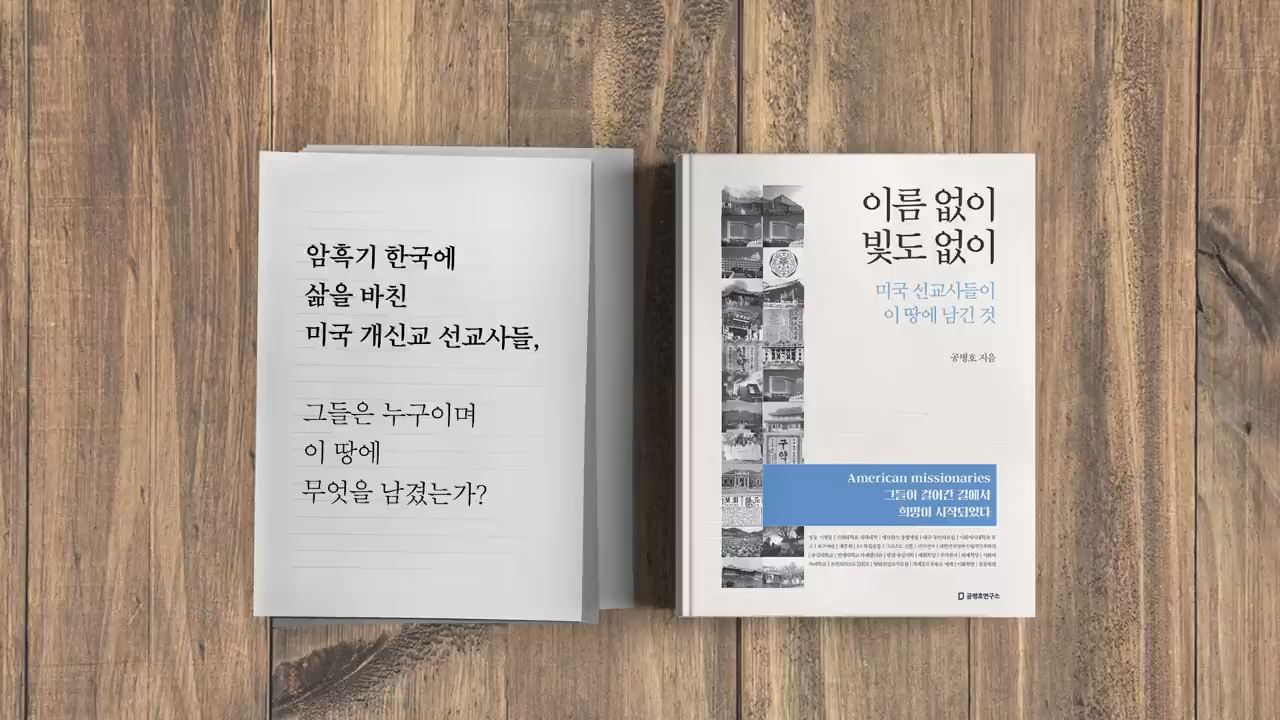 암흑기 한국에
삶을 바친
미국 개신교 선교사들,
그들은 누구이며
이 땅에
무엇을 남겼는가?
이름 없이
빛도 없이
미국 선교사들이
이 땅에 남긴 것
공병호 지음
구약
American missionaries
그들이 걸어간 길에서
희망이 시작되었다
공병호연구소